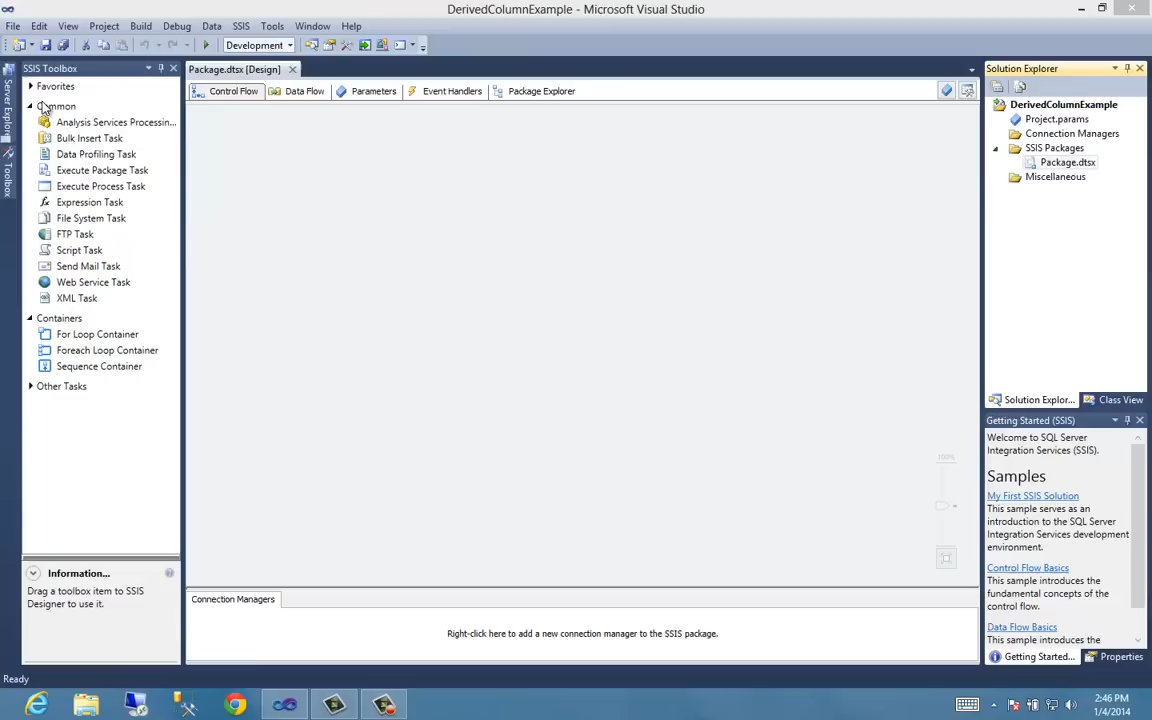 DerivedColumnExample - Microsoft Visual Studio
File Edit View Project Build Debug Data SSIS Tools Window Help
Development
Server Explorer
Toolbox
SSIS Toolbox
Favorites
Common
Analysis Services Processin...
Bulk Insert Task
Data Profiling Task
Execute Package Task
Execute Process Task
Expression Task
File System Task
FTP Task
Script Task
Send Mail Task
Web Service Task
XML Task
Containers
For Loop Container
Foreach Loop Container
Sequence Container
Other Tasks
Information...
Drag a toolbox item to SSIS
Designer to use it.
Package.dtsx [Design]
Control Flow Data Flow Parameters Event Handlers Package Explorer
100%
Connection Managers
Right-click here to add a new connection manager to the SSIS package.
Solution Explorer
DerivedColumnExample
Project.params
Connection Managers
SSIS Packages
Package.dtsx
Miscellaneous
Solution Explor... Class View
Getting Started (SSIS)
Welcome to SQL Server
Integration Services (SSIS).
Samples
My First SSIS Solution
This sample serves as an
introduction to the SQL Server
Integration Services development
environment.
Control Flow Basics
This sample introduces the
fundamental concepts of the
control flow.
Data Flow Basics
This sample introduces the
Getting Started... Properties
Ready
2:46 PM
1/4/2014